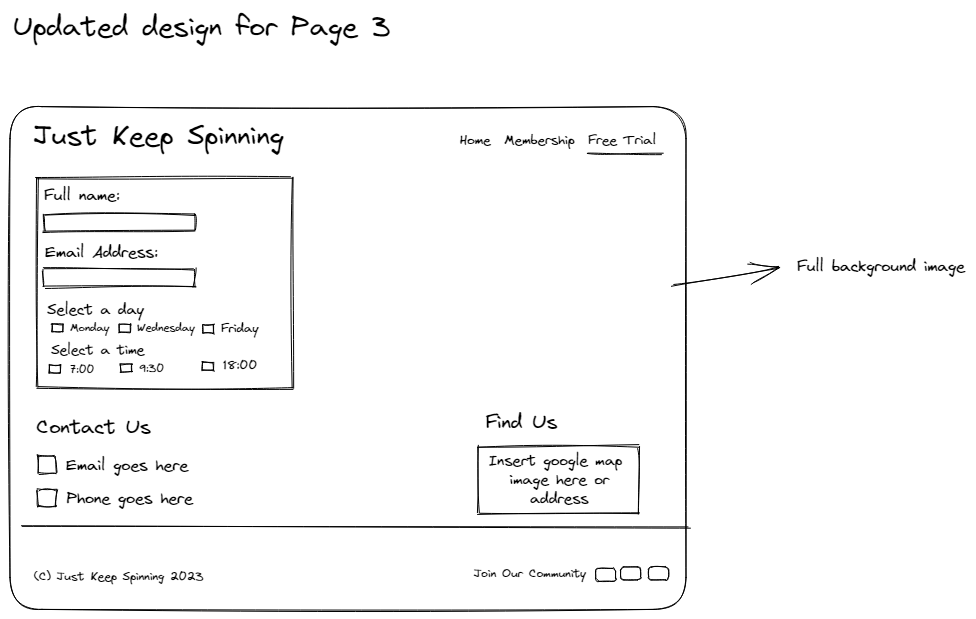 Updated design for Page 3
Just Keep Spinning
Home Membership Free Trial
Full name:
Email Address:
Select a day
Monday Wednesday Friday
Select a time
7:00 9:30 18:00
Full background image
Contact Us
Email goes here
Phone goes here
Find Us
Insert google map
image here or
address
(C) Just Keep Spinning 2023
Join Our Community